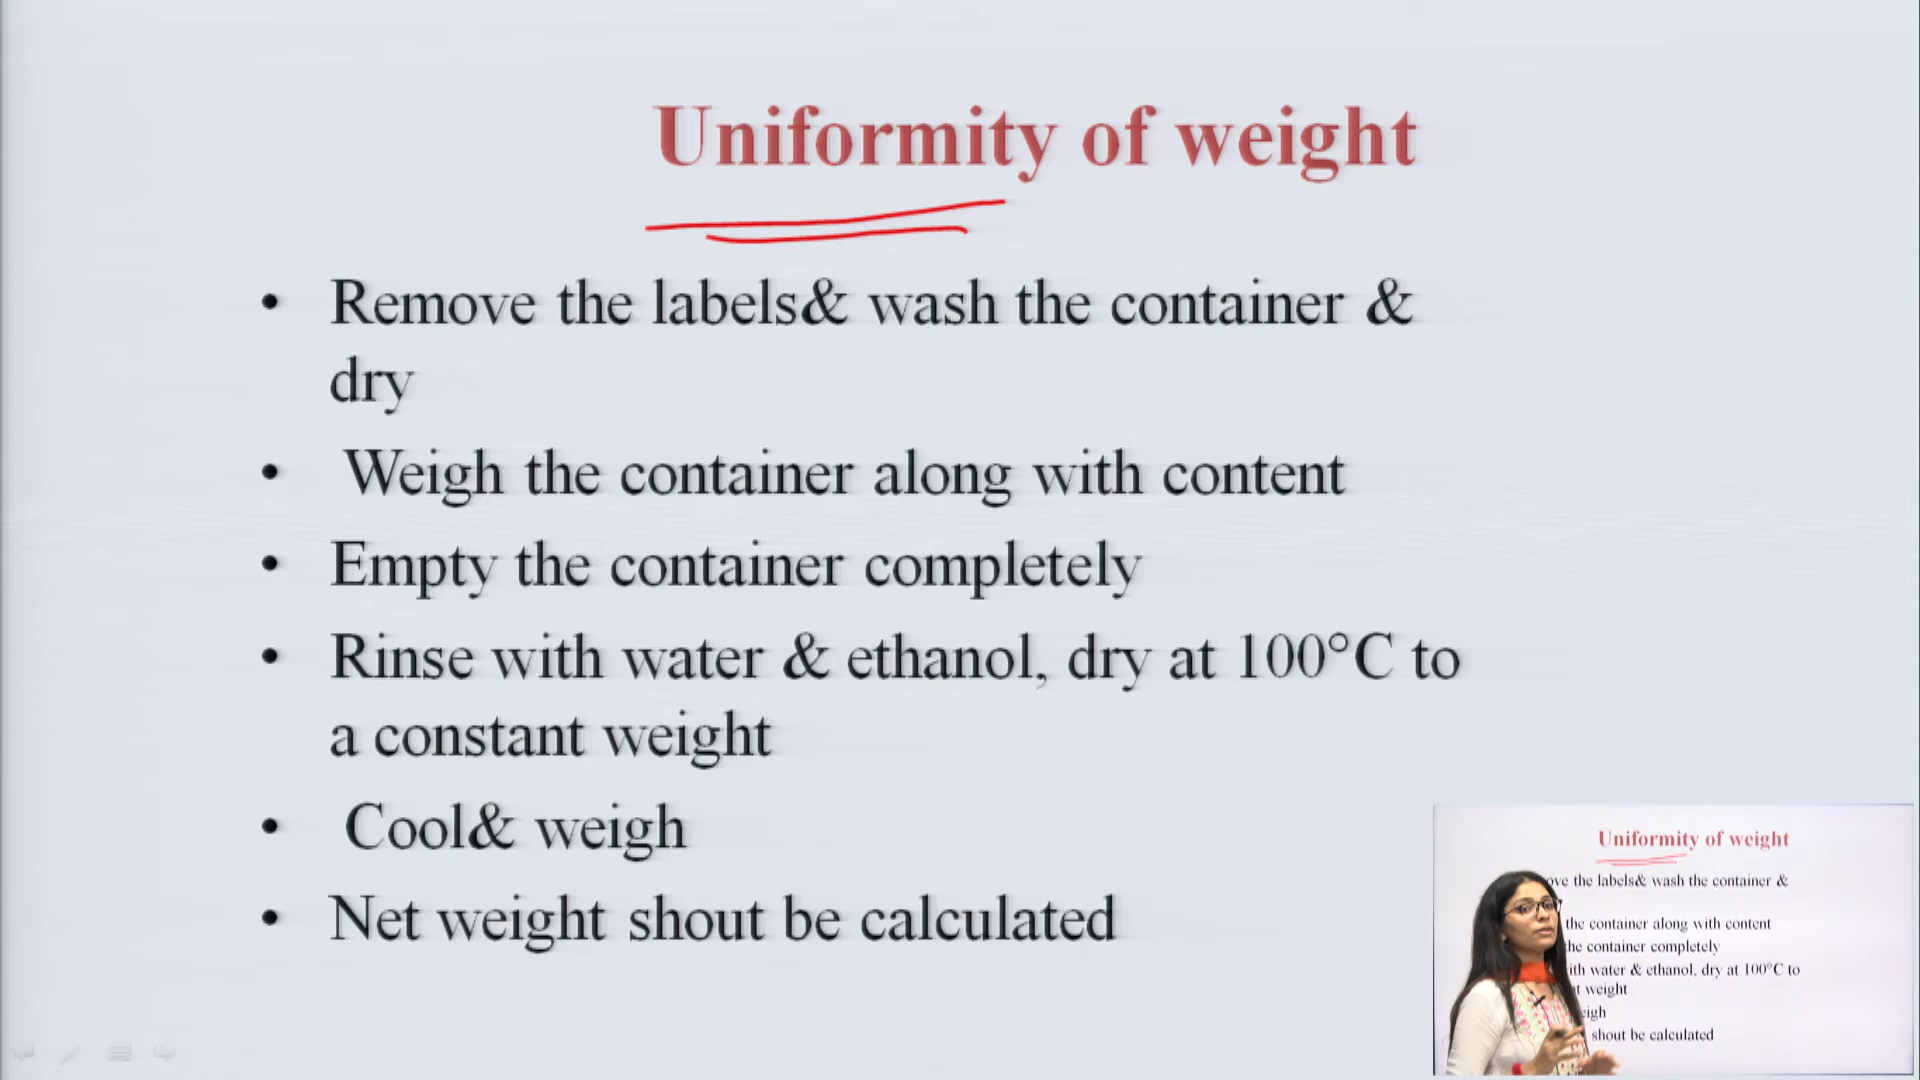 Uniformity of weight
• Remove the labels& wash the container &
dry
• Weigh the container along with content
• Empty the container completely
• Rinse with water & ethanol, dry at 100°C to
a constant weight
• Cool& weigh
• Net weight shout be calculated
Uniformity of weight
ove the labels& wash the container &
the container along with content
the container completely
ith water & ethanol, dry at 100°C to
weight
eigh
shout be calculated